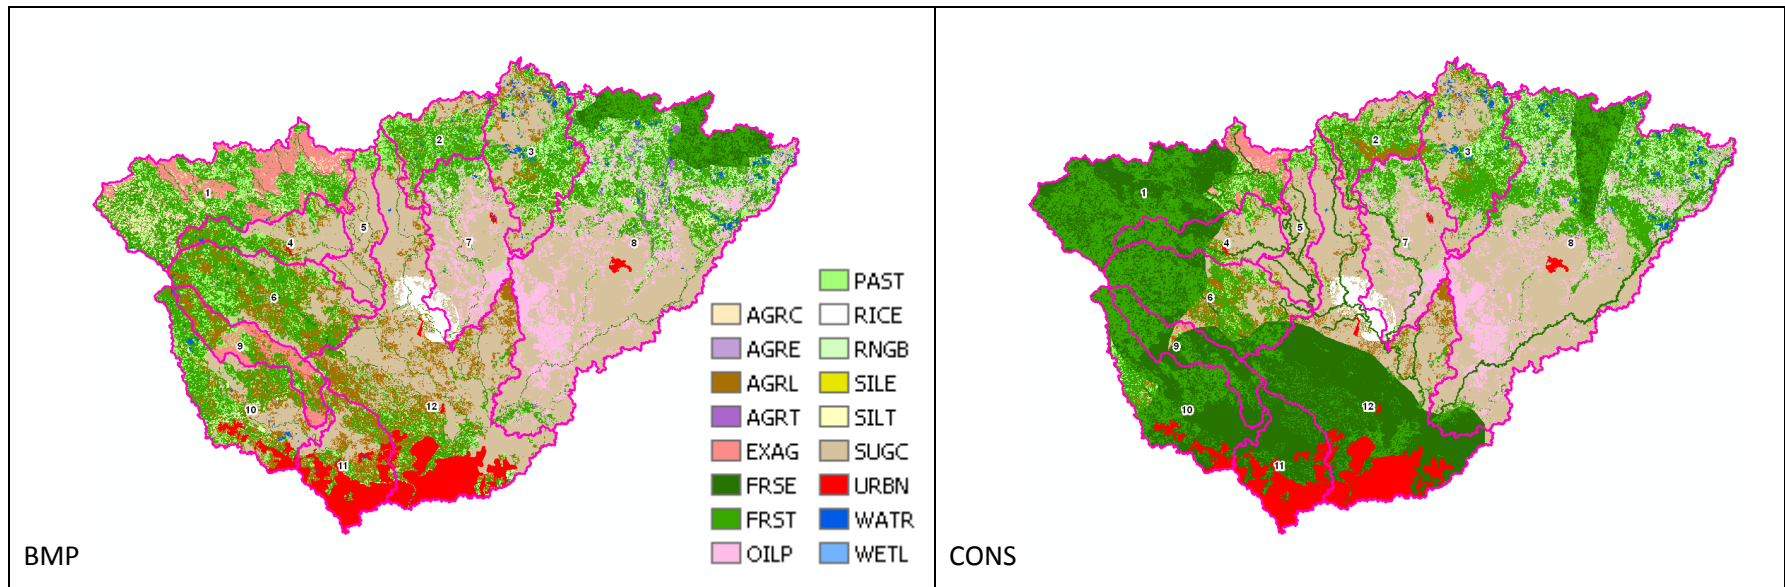 1
2
3
4
5
6
7
8
9
10
11
12
PAST
AGRC RICE
AGRE RNGB
AGRL SILE
AGRT SILT
EXAG SUGC
FRSE URBN
FRST WATR
OILP WETL
BMP
1
2
3
4
5
6
7
8
9
10
11
12
CONS